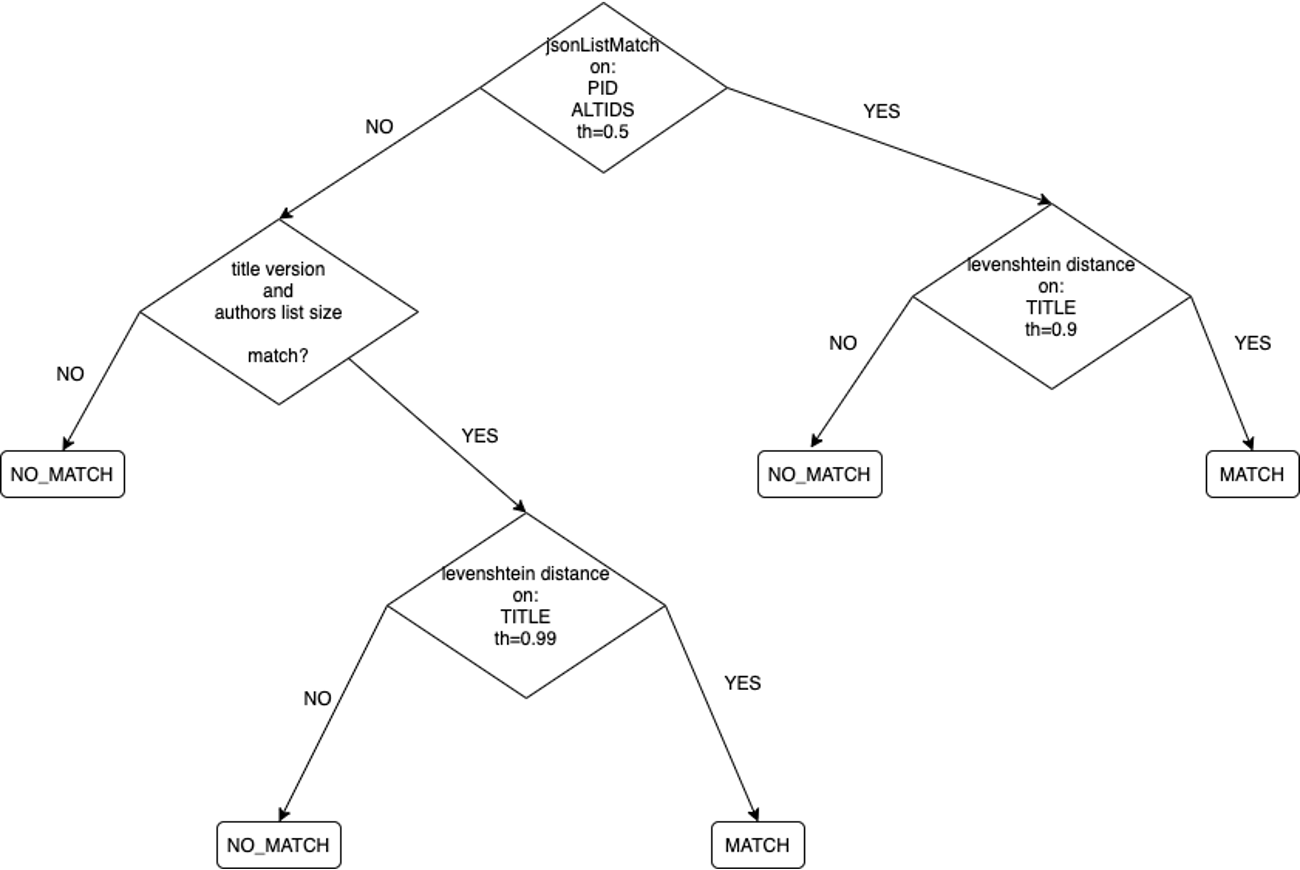 jsonListMatch
on:
PID
ALTIDS
th=0.5
NO
YES
title version
and
authors list size
match?
levenshtein distance
on:
TITLE
th=0.9
NO
YES
NO
YES
NO_MATCH
NO_MATCH
MATCH
levenshtein distance
on:
TITLE
th=0.99
NO
YES
NO_MATCH
MATCH